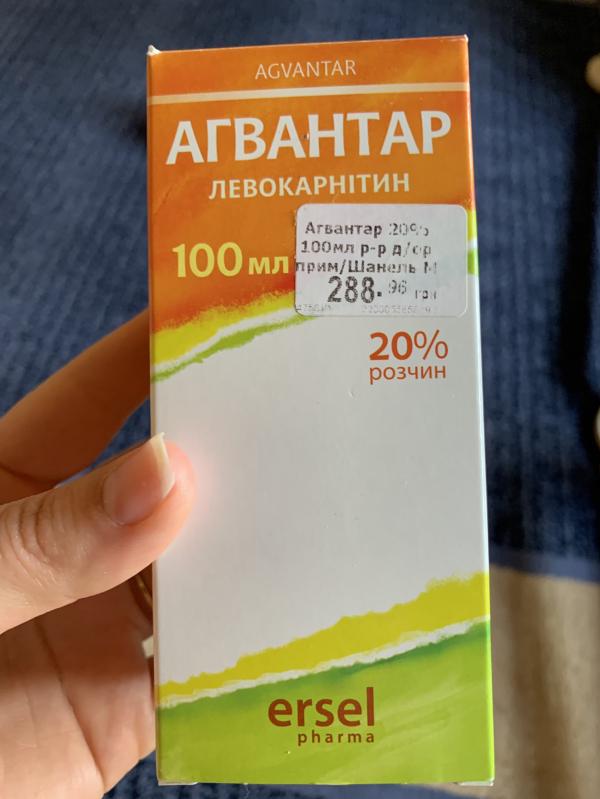 AGVANTAR
АГВАНТАР
ЛЕВОКАРНІТИН
100 мл
Агвантар 20%
100мл р-р д/ор
прим/Шанель М
288.96 грн
20%
розчин
ersel
pharma